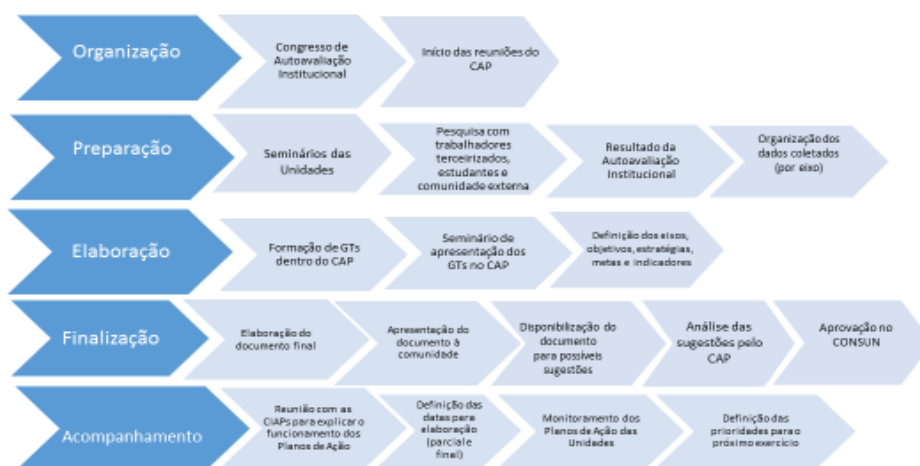 Organização
Congresso de
Autoavaliação
Institucional
Início das reuniões do
CAP
Preparação
Seminários das
Unidades
Pesquisa com
trabalhadores
terceirizados,
estudantes e
comunidade externa
Resultado da
Autoavaliação
Institucional
Organização dos
dados coletados
(por eixo)
Elaboração
Formação de GTs
dentro do CAP
Seminário de
apresentação dos
GTs no CAP
Definição dos eixos,
objetivos, estratégias,
metas e indicadores
Finalização
Elaboração do
documento final
Apresentação do
documento à
comunidade
Disponibilização do
documento
para possíveis
sugestões
Análise das
sugestões pelo
CAP
Aprovação no
CONSUN
Acompanhamento
Reunião com as
CIAPs para explicar o
funcionamento dos
Planos de Ação
Definição das
datas para
elaboração
(parcial e
final)
Monitoramento dos
Planos de Ação das
Unidades
Definição das
prioridades para o
próximo exercício